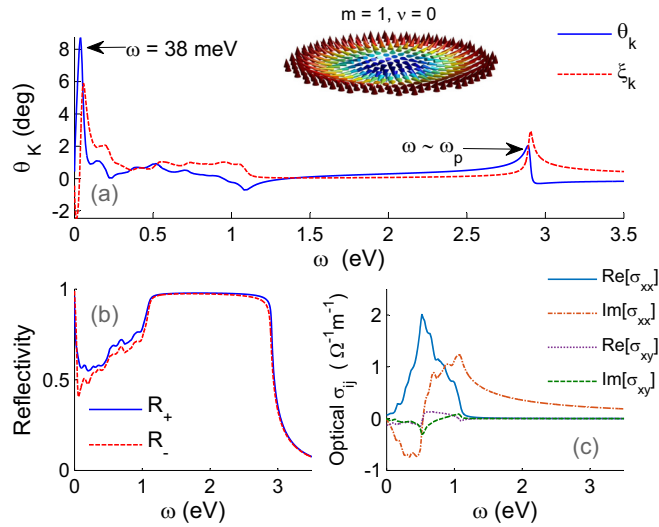 m = 1, ν = 0
θ_k
ξ_k
ω = 38 meV
ω ~ ω_p
θ_K (deg)
8
6
4
2
0
-2
(a)
0 0.5 1 1.5 2 2.5 3 3.5
ω (eV)
Reflectivity
1
0.5
0
(b)
R_+
R_-
0 1 2 3
ω (eV)
Optical σ_ij ( Ω^-1 m^-1)
2
1
0
-1
Re[σ_xx]
Im[σ_xx]
Re[σ_xy]
Im[σ_xy]
(c)
0 1 2 3
ω (eV)